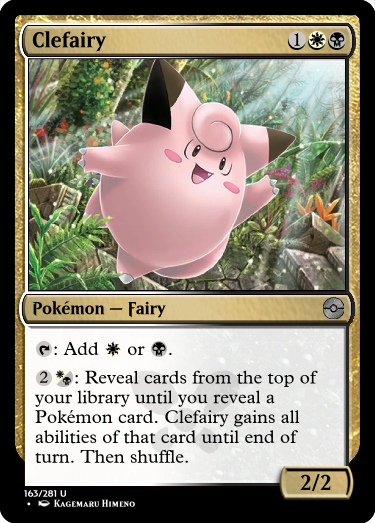 Clefairy 1
Pokémon — Fairy
: Add or .
2 : Reveal cards from the top of
your library until you reveal a
Pokémon card. Clefairy gains all
abilities of that card until end of
turn. Then shuffle.
2/2
163/281 U
• Kagemaru Himeno